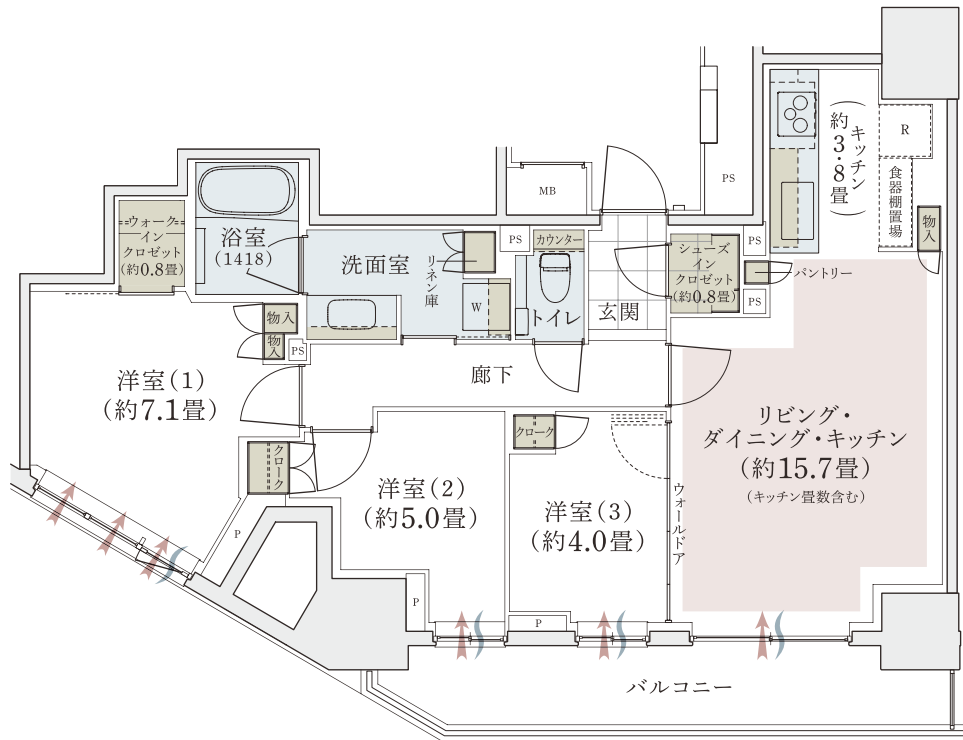 MB
PS
キッチン
(約3.8畳)
R
食器棚置場
物入
ウォーク
イン
クロゼット
(約0.8畳)
浴室
(1418)
洗面室
リネン庫
PS
カウンター
トイレ
W
玄関
シューズ
イン
クロゼット
(約0.8畳)
PS
パントリー
PS
物入
物入
PS
洋室(1)
(約7.1畳)
廊下
クローク
洋室(2)
(約5.0畳)
クローク
洋室(3)
(約4.0畳)
ウォールドア
リビング・
ダイニング・キッチン
(約15.7畳)
(キッチン畳数含む)
P
P
P
バルコニー